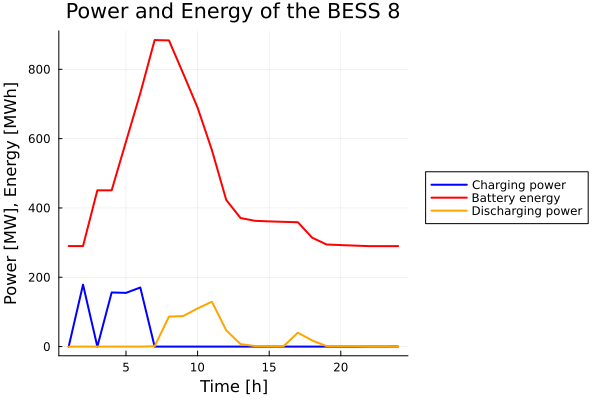 Power and Energy of the BESS 8
Power [MW], Energy [MWh]
800
600
400
200
0
5
10
15
20
Time [h]
Charging power
Battery energy
Discharging power